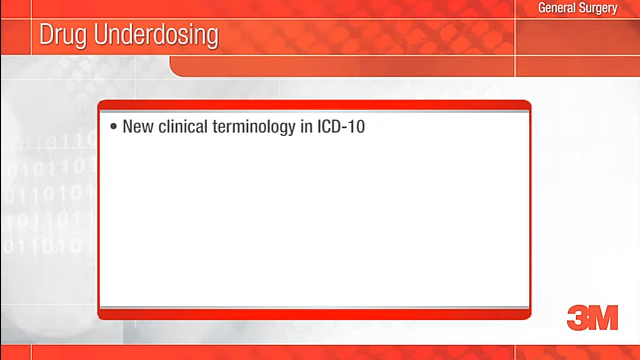 General Surgery
Drug Underdosing
• New clinical terminology in ICD-10
3M